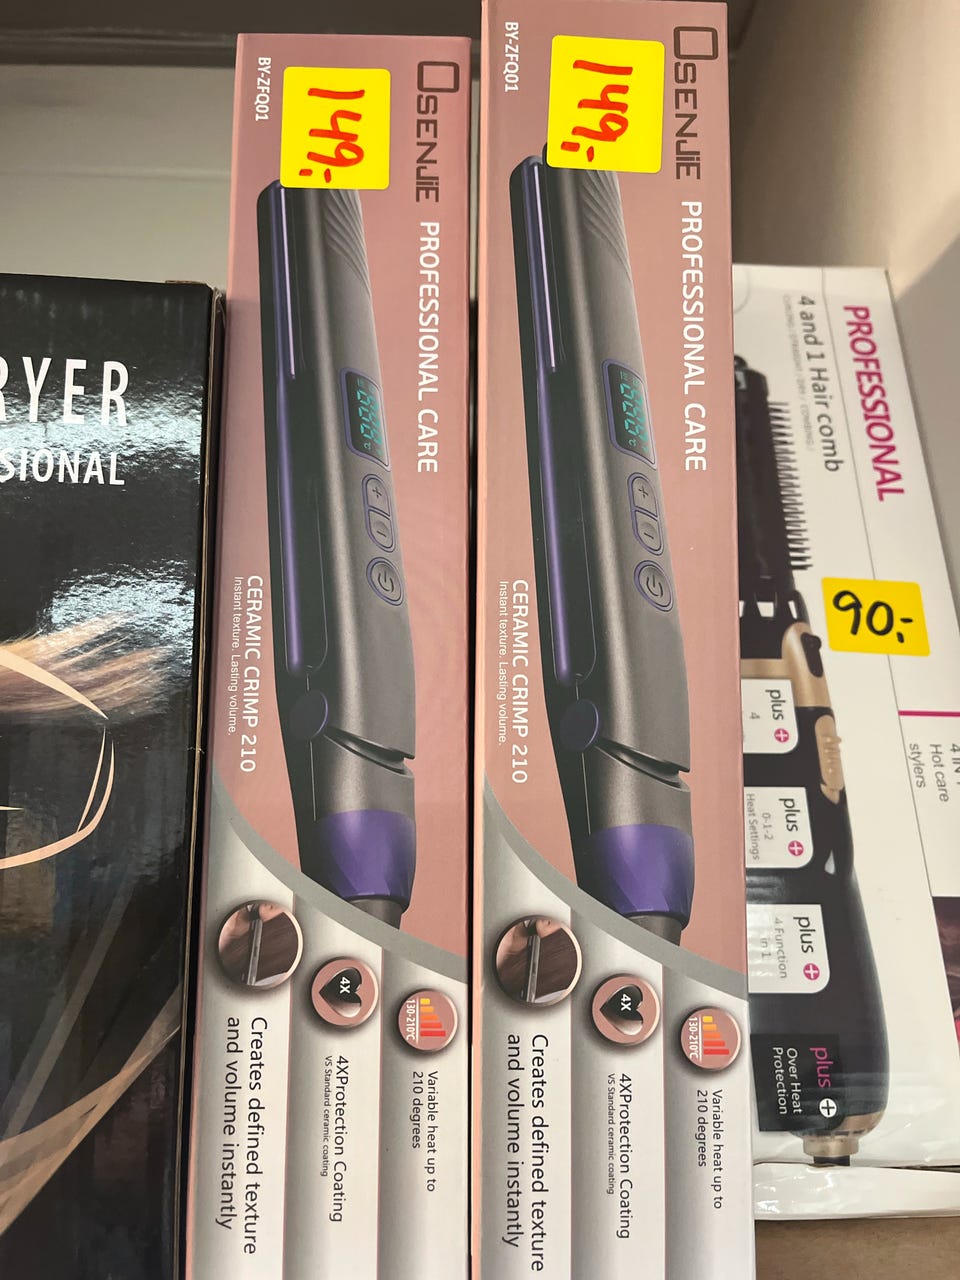 RYER
SIONAL
BY-ZFQ01
149,-
OSENJIE
PROFESSIONAL CARE
CERAMIC CRIMP 210
Instant texture. Lasting volume.
130-210℃
Variable heat up to
210 degrees
4X
4XProtection Coating
VS Standard ceramic coating
Creates defined texture
and volume instantly
BY-ZFQ01
149,-
OSENJIE
PROFESSIONAL CARE
CERAMIC CRIMP 210
Instant texture. Lasting volume.
130-210℃
Variable heat up to
210 degrees
4X
4XProtection Coating
VS Standard ceramic coating
Creates defined texture
and volume instantly
PROFESSIONAL
4 and 1 Hair comb
90:-
4 IN 1
Hot care
stylers
plus +
4
plus +
0-1-2
Heat Settings
plus +
4 Function
in 1
plus +
Over Heat
Protection